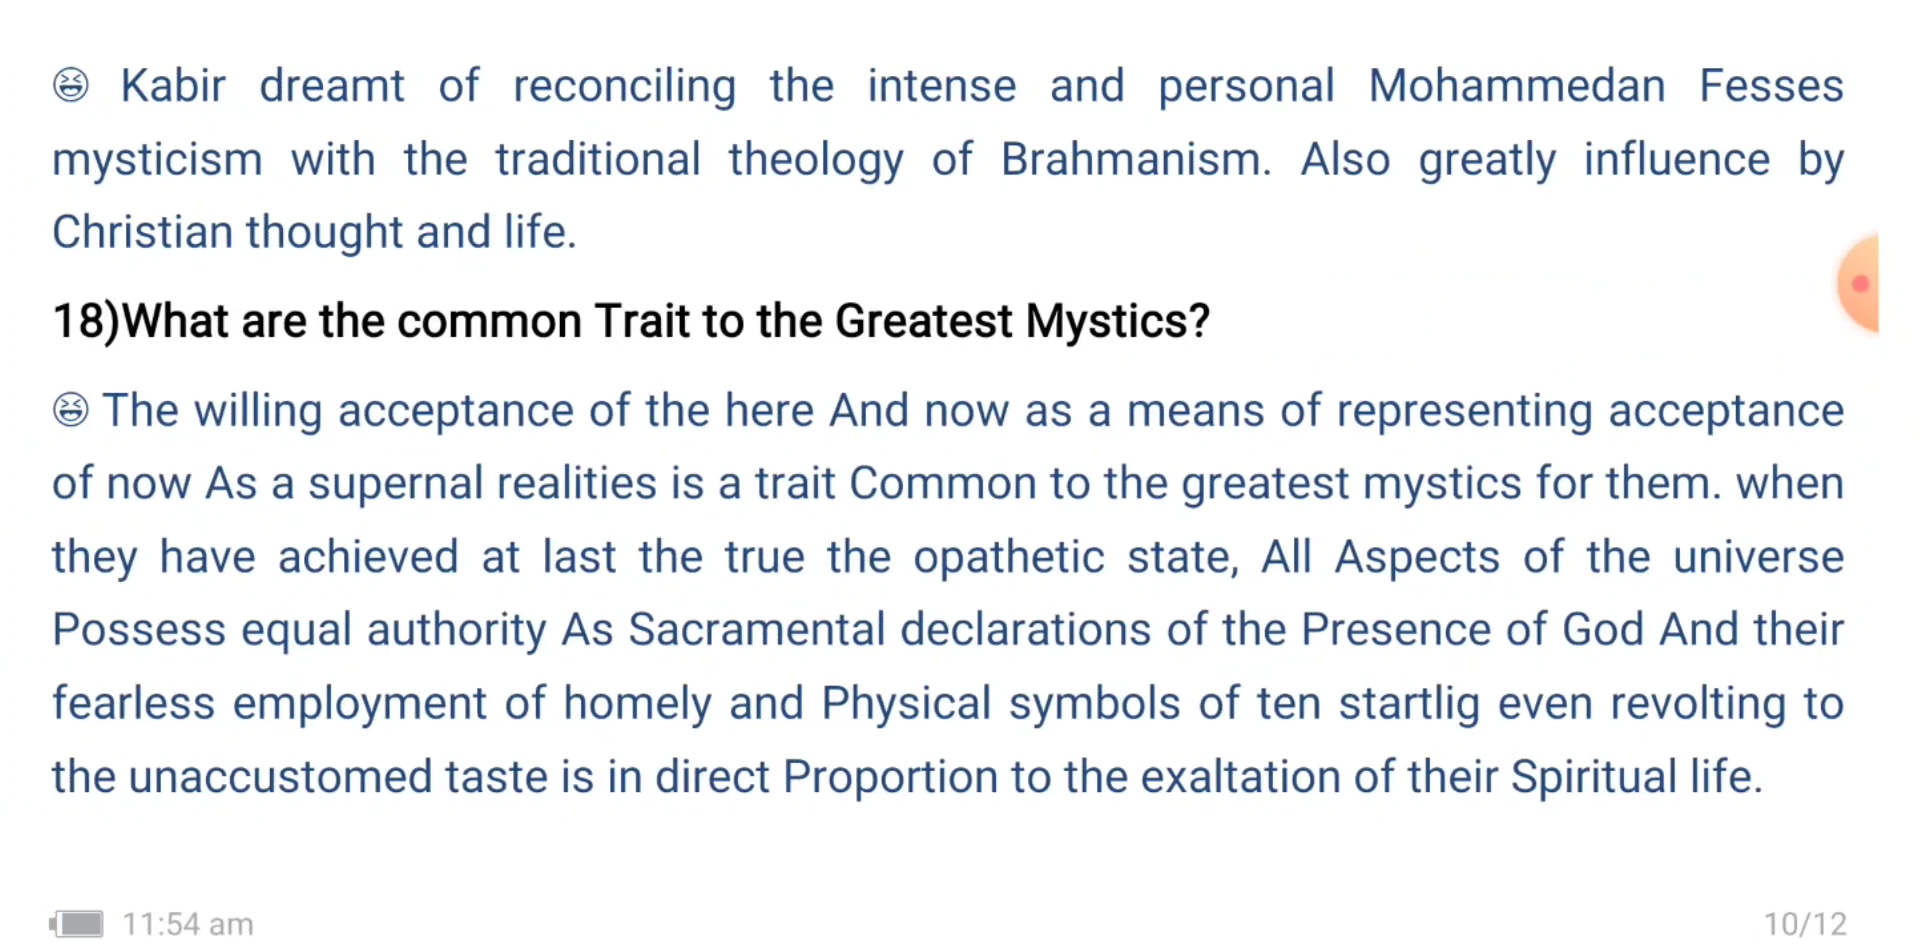 😆 Kabir dreamt of reconciling the intense and personal Mohammedan Fesses
mysticism with the traditional theology of Brahmanism. Also greatly influence by
Christian thought and life.
18)What are the common Trait to the Greatest Mystics?
😆 The willing acceptance of the here And now as a means of representing acceptance
of now As a supernal realities is a trait Common to the greatest mystics for them. when
they have achieved at last the true the opathetic state, All Aspects of the universe
Possess equal authority As Sacramental declarations of the Presence of God And their
fearless employment of homely and Physical symbols of ten startlig even revolting to
the unaccustomed taste is in direct Proportion to the exaltation of their Spiritual life.
11:54 am
10/12